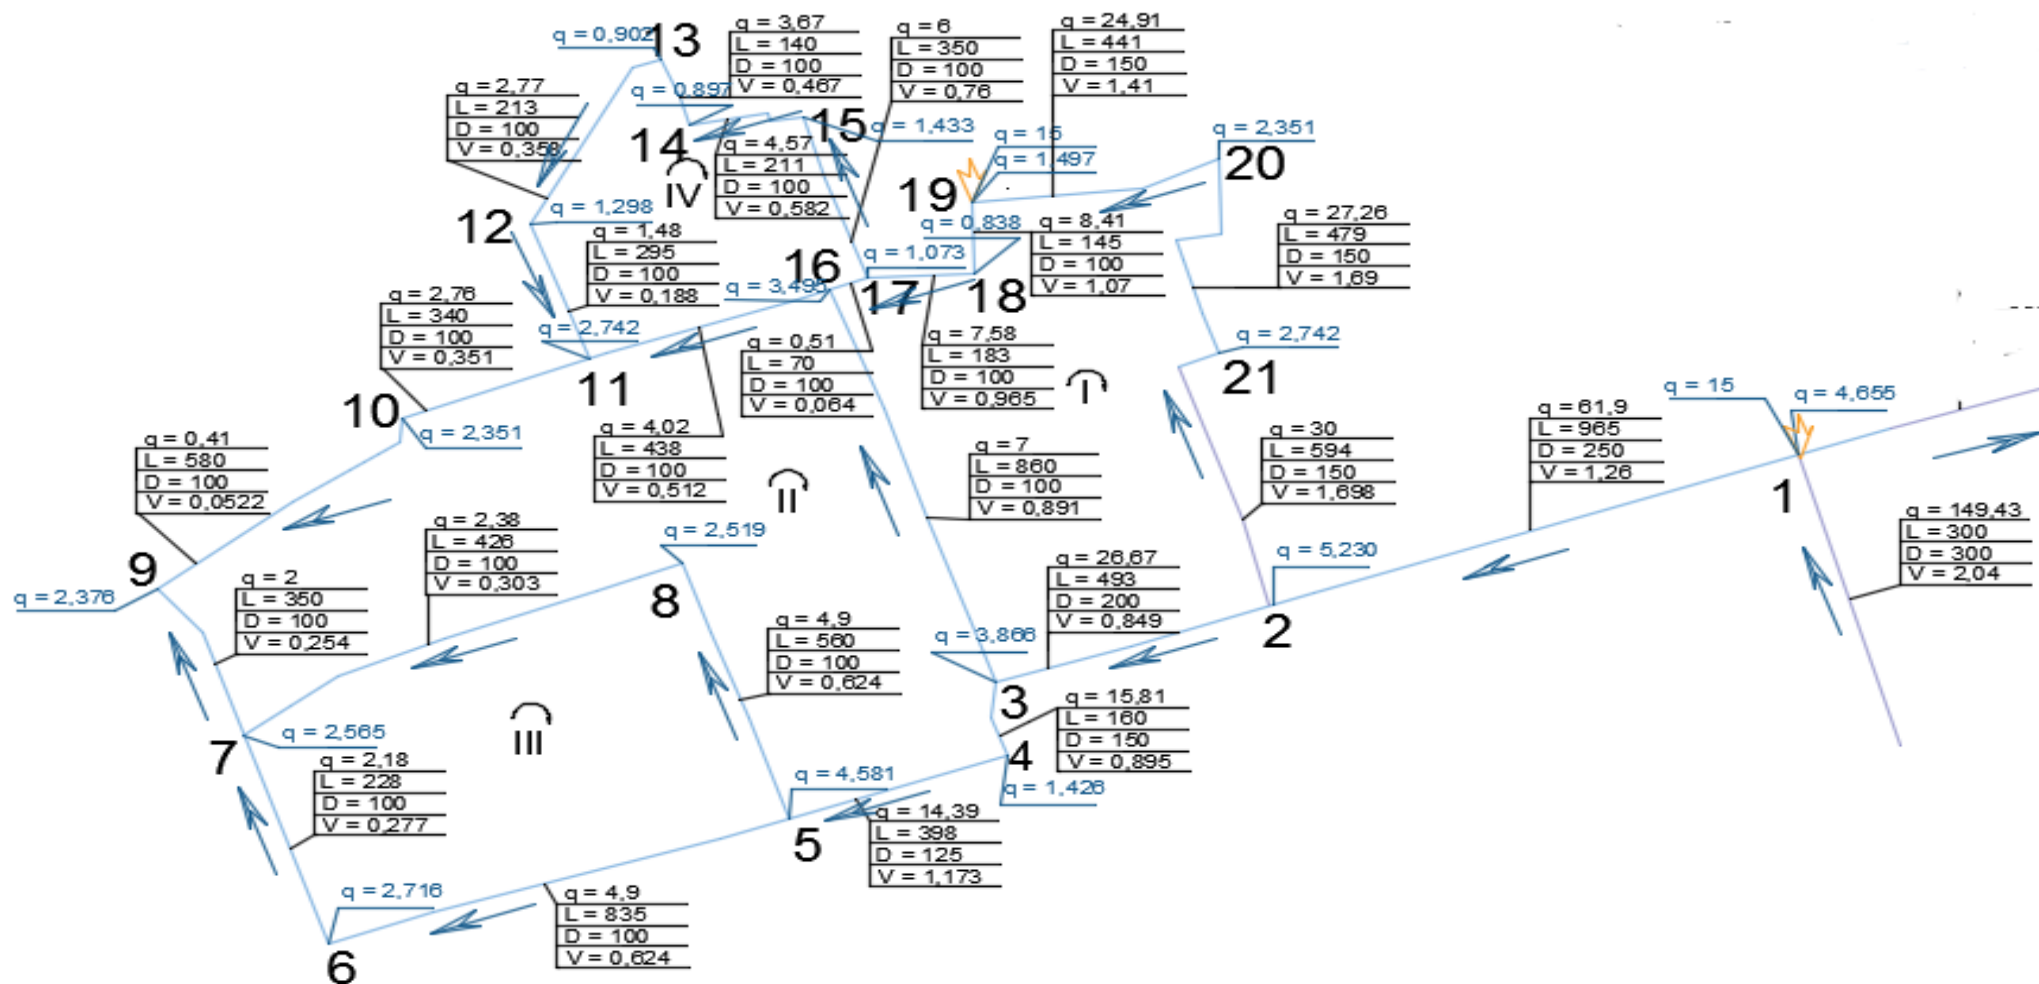 q = 0,902
13
q = 3,67
L = 140
D = 100
V = 0,467
q = 6
L = 350
D = 100
V = 0,76
q = 24,91
L = 441
D = 150
V = 1,41
q = 2,77
L = 213
D = 100
V = 0,358
q = 0,897
14
15
q = 1,433
q = 4,57
L = 211
D = 100
V = 0,582
IV
q = 15
q = 1,497
19
q = 2,351
20
12
q = 1,298
q = 1,48
L = 295
D = 100
V = 0,188
q = 0,838
q = 8,41
L = 145
D = 100
V = 1,07
q = 27,26
L = 479
D = 150
V = 1,69
16
q = 1,073
17
18
q = 3,495
q = 2,76
L = 340
D = 100
V = 0,351
q = 2,742
11
q = 0,51
L = 70
D = 100
V = 0,064
q = 7,58
L = 183
D = 100
V = 0,965
I
q = 2,742
21
10
q = 2,351
q = 0,41
L = 580
D = 100
V = 0,0522
q = 4,02
L = 438
D = 100
V = 0,512
II
q = 7
L = 860
D = 100
V = 0,891
q = 30
L = 594
D = 150
V = 1,698
q = 61,9
L = 965
D = 250
V = 1,26
q = 15
q = 4,655
1
q = 149,43
L = 300
D = 300
V = 2,04
9
q = 2,376
q = 2
L = 350
D = 100
V = 0,254
q = 2,38
L = 426
D = 100
V = 0,303
q = 2,519
8
q = 4,9
L = 560
D = 100
V = 0,624
q = 26,67
L = 493
D = 200
V = 0,849
q = 5,230
2
q = 3,866
3
q = 15,81
L = 160
D = 150
V = 0,895
4
q = 1,426
7
q = 2,565
III
q = 2,18
L = 228
D = 100
V = 0,277
q = 4,581
5
q = 14,39
L = 398
D = 125
V = 1,173
q = 2,716
6
q = 4,9
L = 835
D = 100
V = 0,624